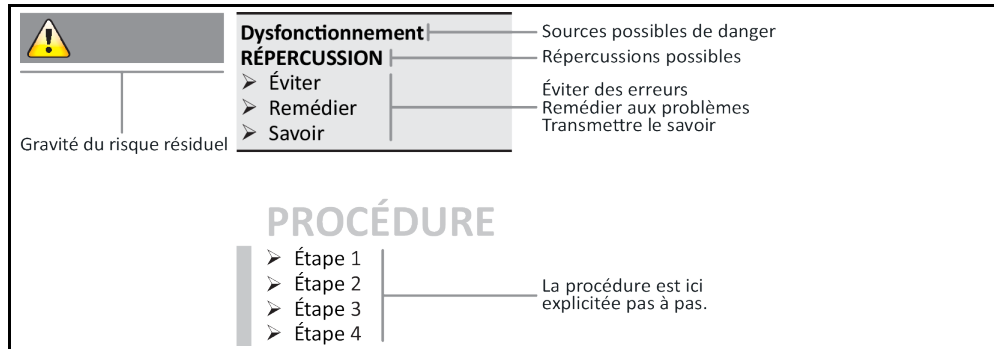 Dysfonctionnement
Sources possibles de danger
RÉPERCUSSION
Répercussions possibles
➢ Éviter
➢ Remédier
➢ Savoir
Éviter des erreurs
Remédier aux problèmes
Transmettre le savoir
Gravité du risque résiduel
PROCÉDURE
➢ Étape 1
➢ Étape 2
➢ Étape 3
➢ Étape 4
La procédure est ici
explicitée pas à pas.